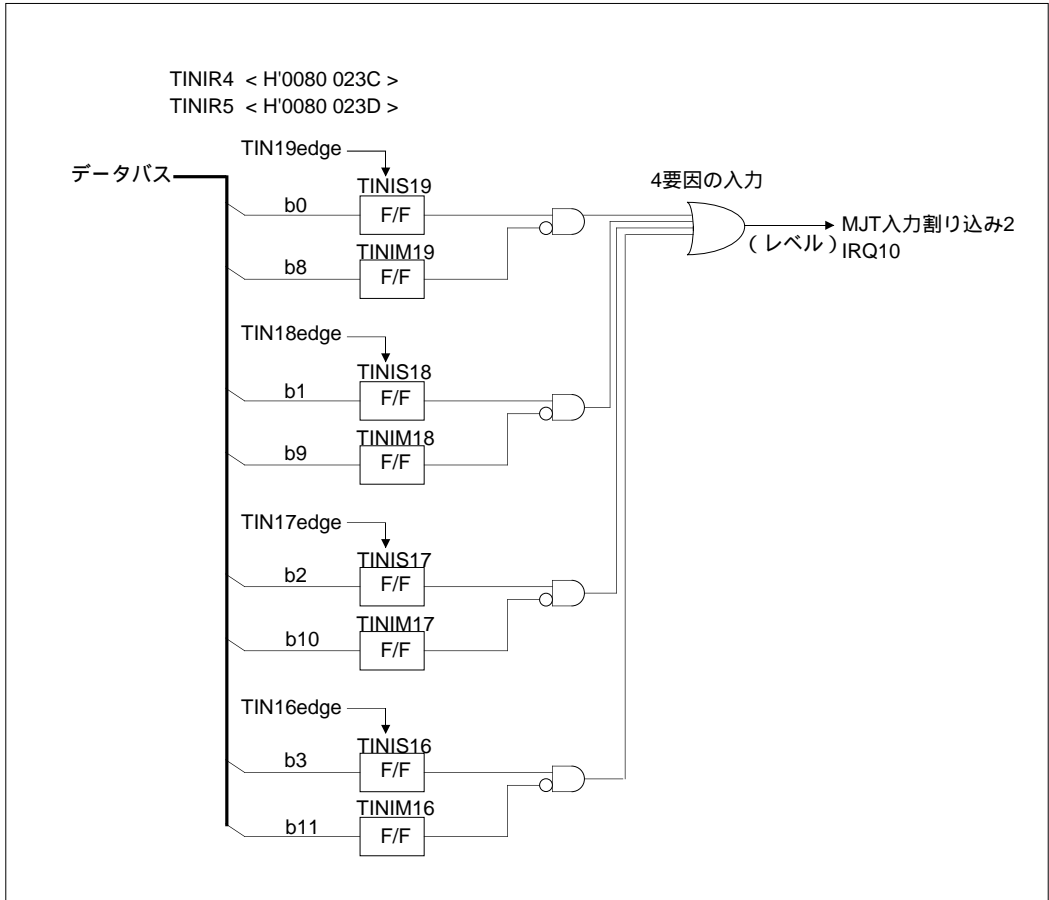 TINIR4 < H'0080 023C >
TINIR5 < H'0080 023D >
TIN19edge
データバス
TINIS19
4要因の入力
b0
F/F
MJT入力割り込み2
(レベル)
IRQ10
TINIM19
b8
F/F
TIN18edge
TINIS18
b1
F/F
TINIM18
b9
F/F
TIN17edge
TINIS17
b2
F/F
TINIM17
b10
F/F
TIN16edge
TINIS16
b3
F/F
TINIM16
b11
F/F